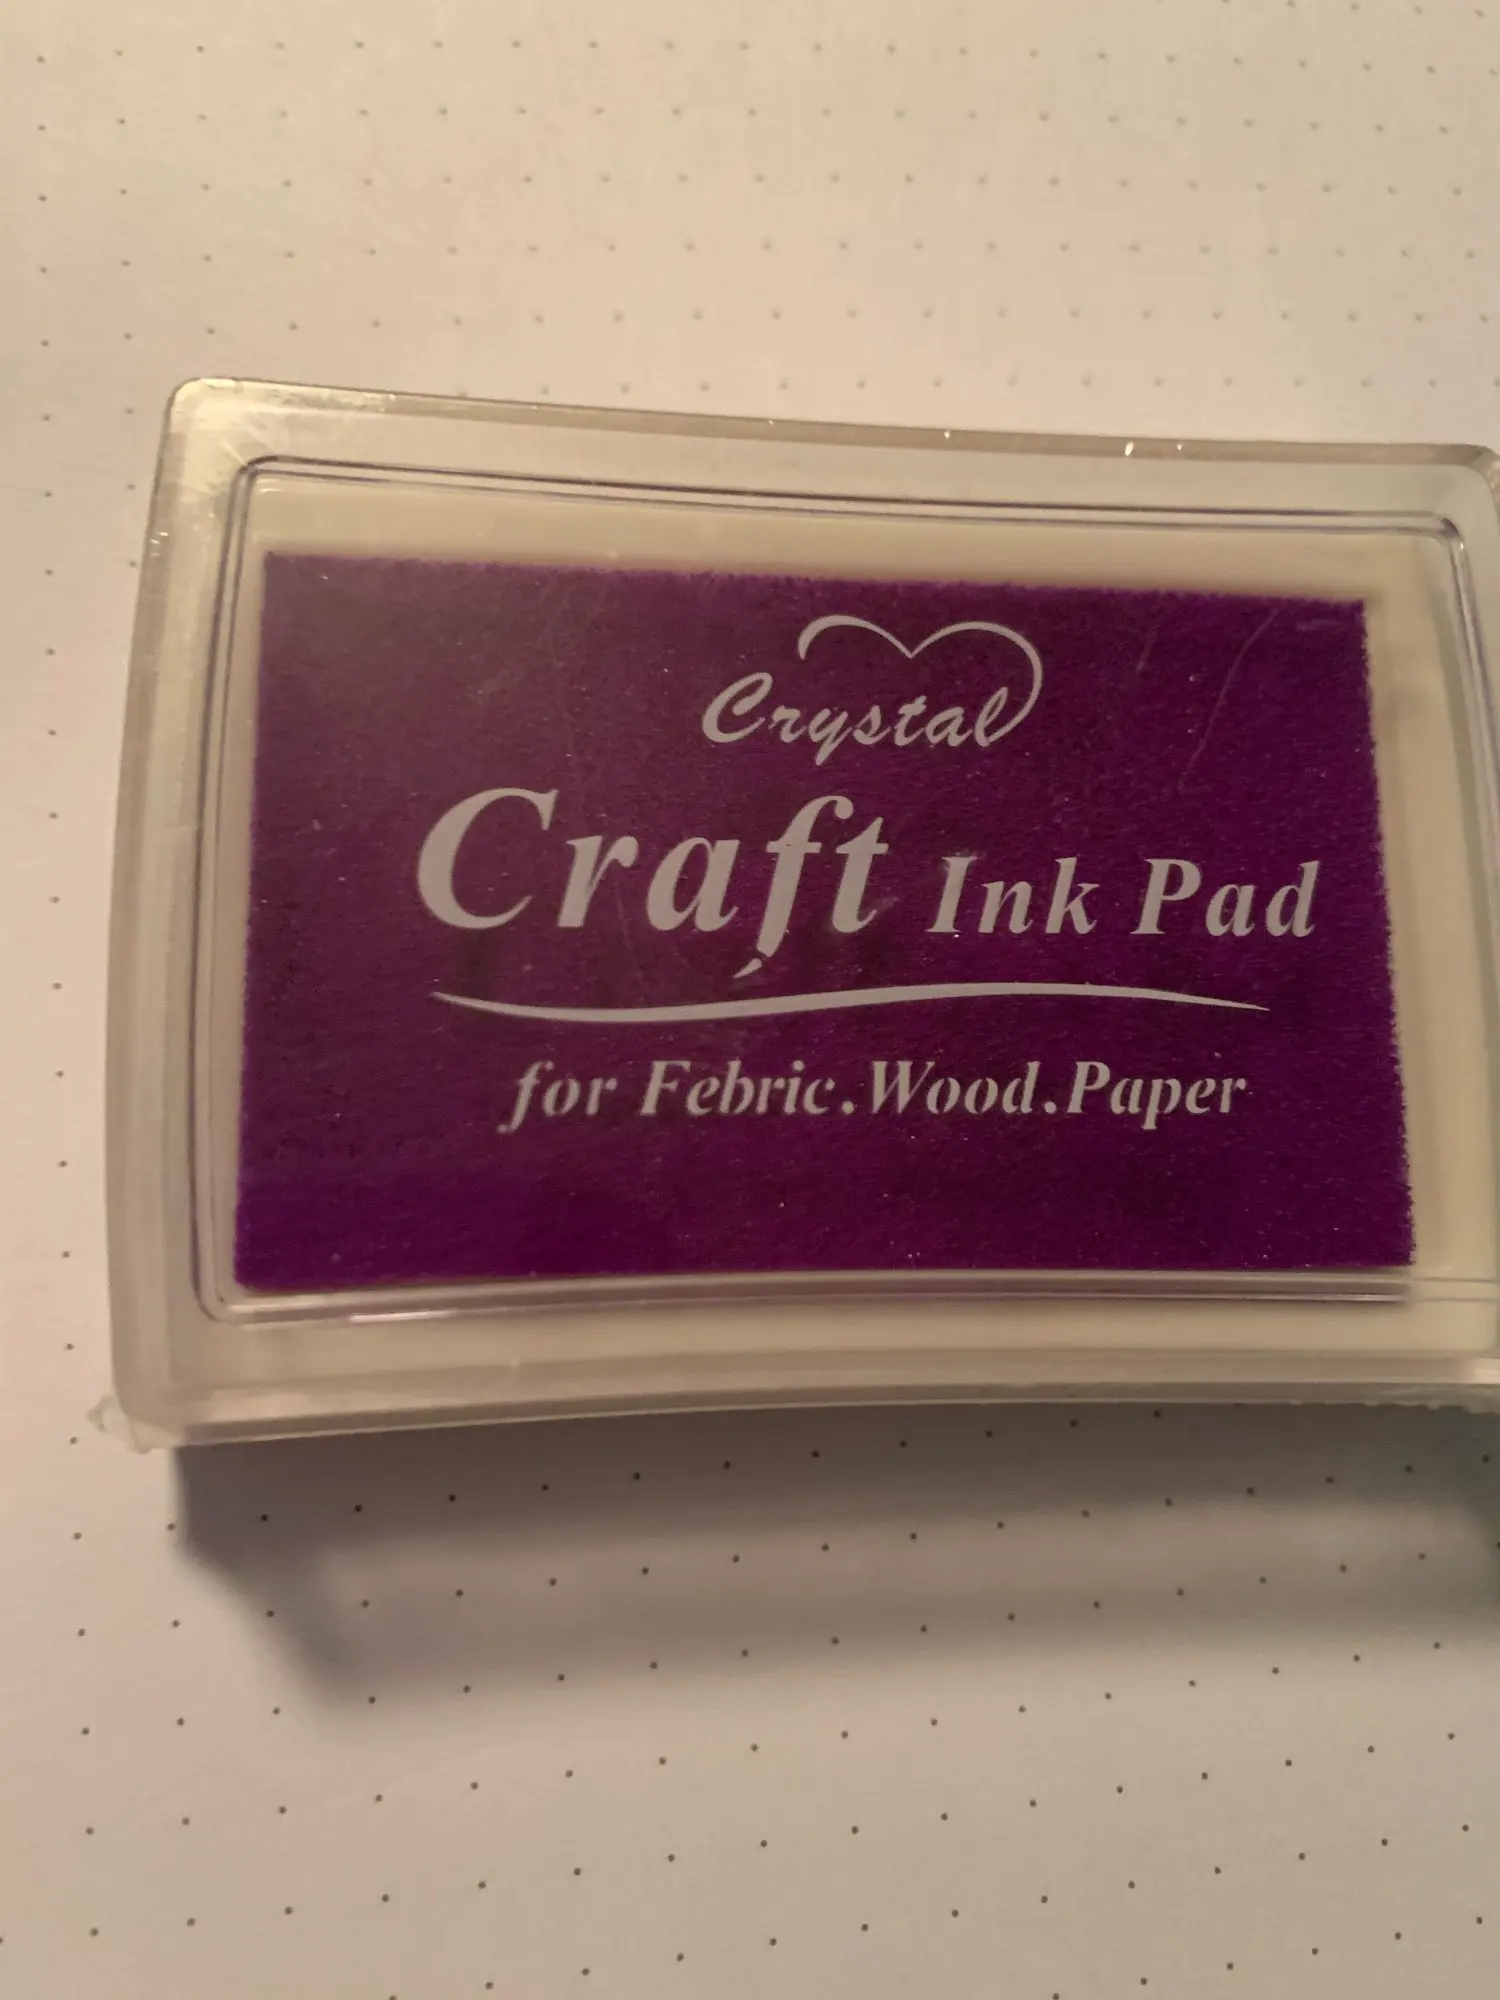 Crystal
Craft Ink Pad
for Febric.Wood.Paper